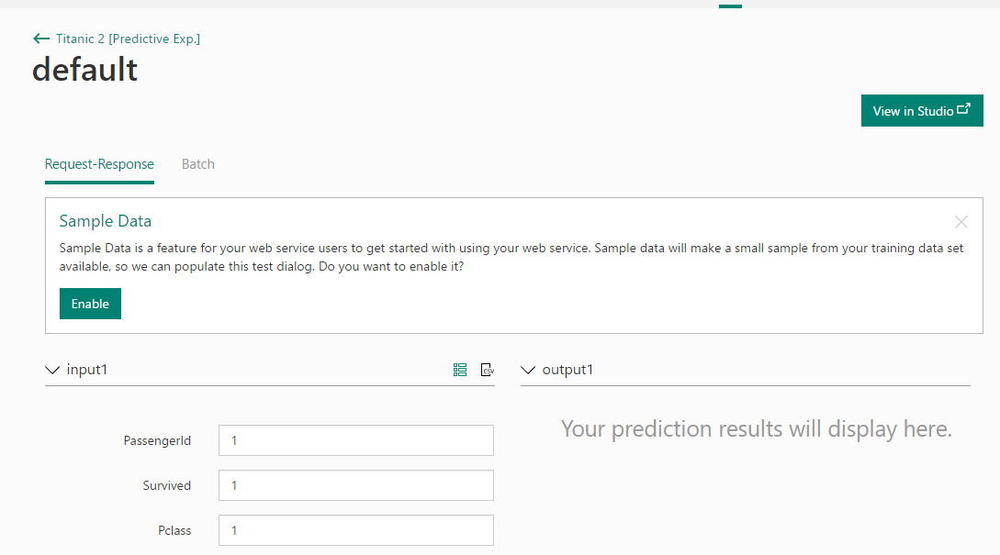 Titanic 2 [Predictive Exp.]
default
View in Studio
Request-Response
Batch
Sample Data
Sample Data is a feature for your web service users to get started with using your web service. Sample data will make a small sample from your training data set
available, so we can populate this test dialog. Do you want to enable it?
Enable
input1
CSV
output1
Your prediction results will display here.
PassengerId
1
Survived
1
Pclass
1